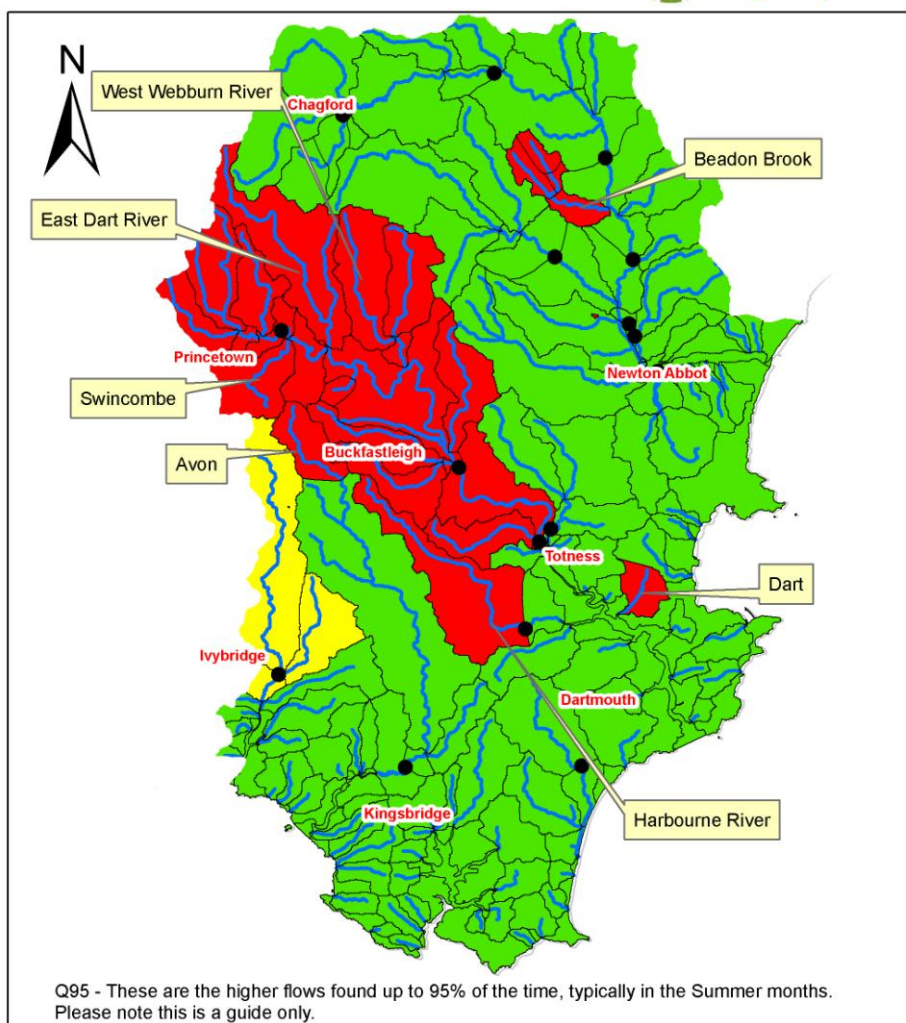 N
West Webburn River
Chagford
Beadon Brook
East Dart River
Princetown
Newton Abbot
Swincombe
Avon
Buckfastleigh
Totness
Dart
Ivybridge
Dartmouth
Kingsbridge
Harbourne River
Q95 - These are the higher flows found up to 95% of the time, typically in the Summer months.
Please note this is a guide only.